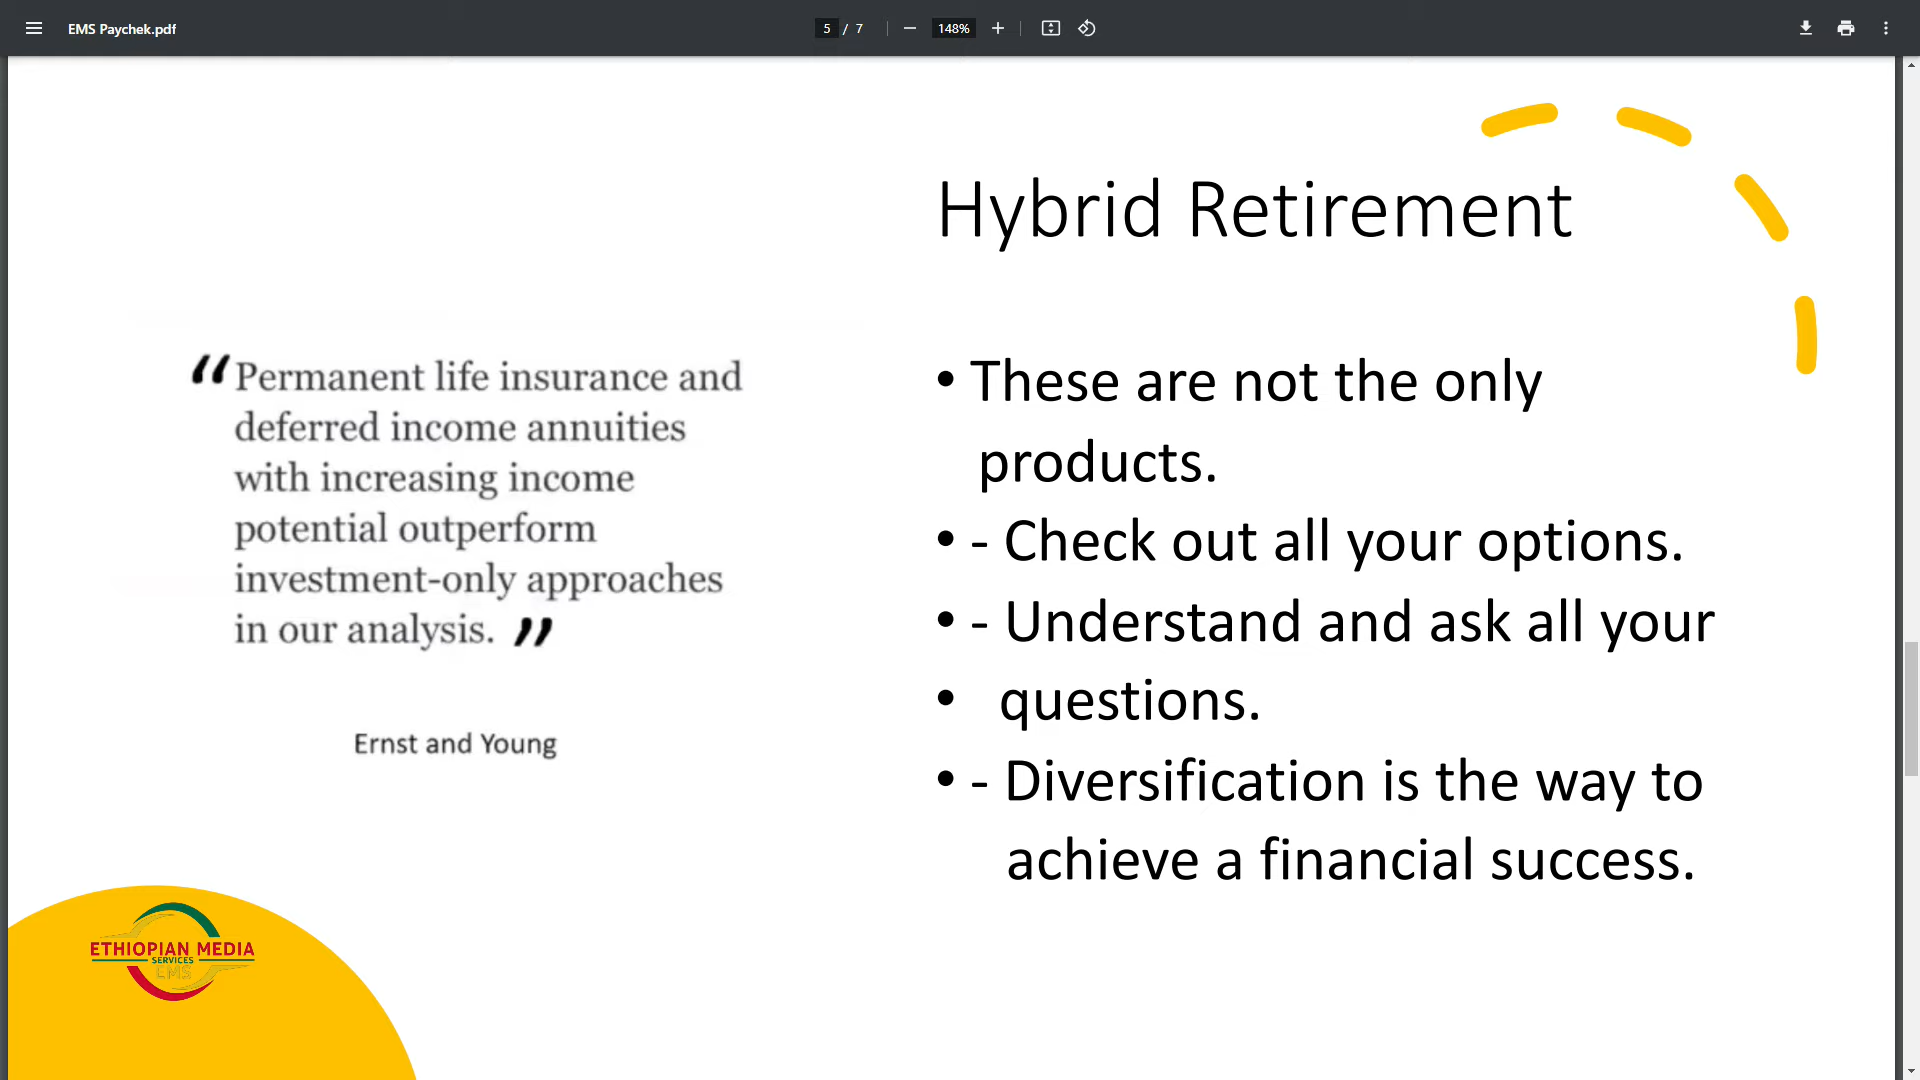 EMS Paychek.pdf
5 / 7
148%
Hybrid Retirement
“Permanent life insurance and
deferred income annuities
with increasing income
potential outperform
investment-only approaches
in our analysis. ”
Ernst and Young
• These are not the only
products.
• - Check out all your options.
• - Understand and ask all your
• questions.
• - Diversification is the way to
achieve a financial success.
ETHIOPIAN MEDIA
SERVICES
EMS